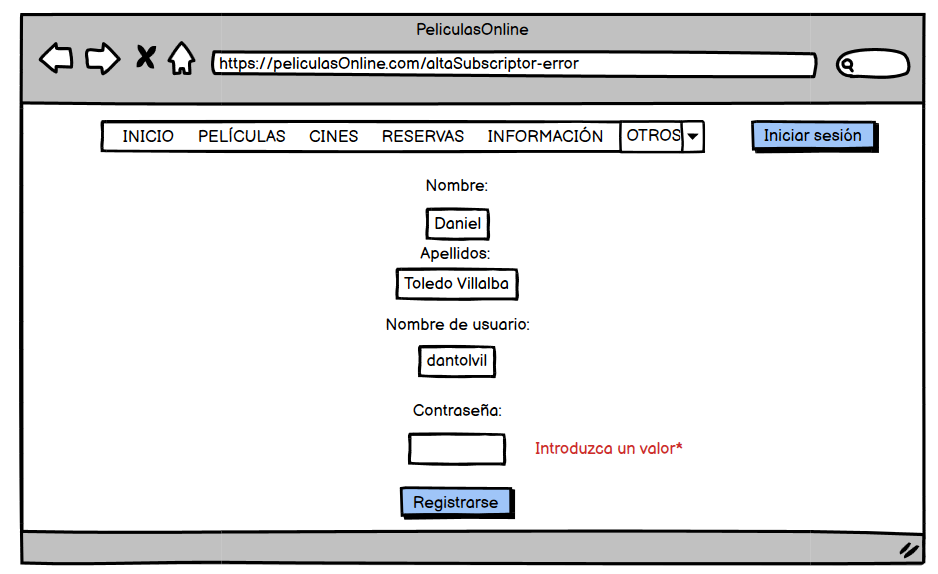 PeliculasOnline
https://peliculasOnline.com/altaSubscriptor-error
INICIO PELÍCULAS CINES RESERVAS INFORMACIÓN OTROS Iniciar sesión
Nombre:
Daniel
Apellidos:
Toledo Villalba
Nombre de usuario:
dantolvil
Contraseña:
Introduzca un valor*
Registrarse